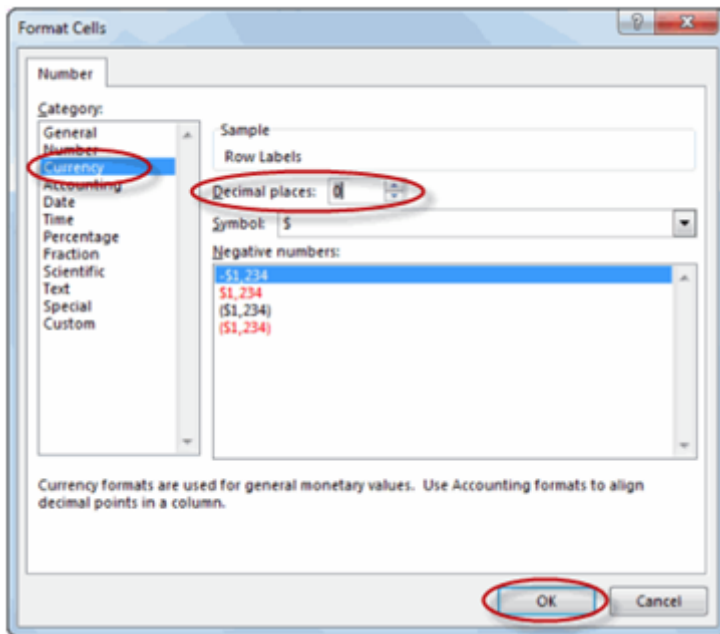 Format Cells
Number
Category:
General
Number
Currency
Accounting
Date
Time
Percentage
Fraction
Scientific
Text
Special
Custom
Sample
Row Labels
Decimal places: 0
Symbol: $
Negative numbers:
-$1,234
$1,234
($1,234)
($1,234)
Currency formats are used for general monetary values. Use Accounting formats to align
decimal points in a column.
OK Cancel